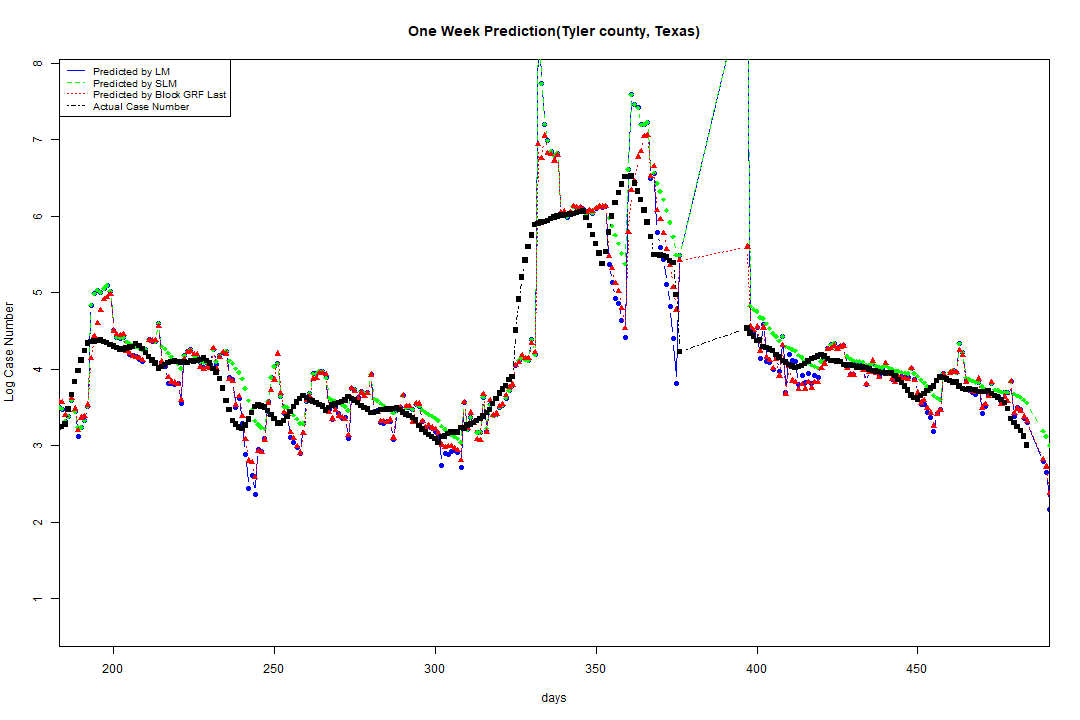 One Week Prediction(Tyler county, Texas)
Predicted by LM
Predicted by SLM
Predicted by Block GRF Last
Actual Case Number
8
7
6
5
4
3
2
1
Log Case Number
200
250
300
350
400
450
days